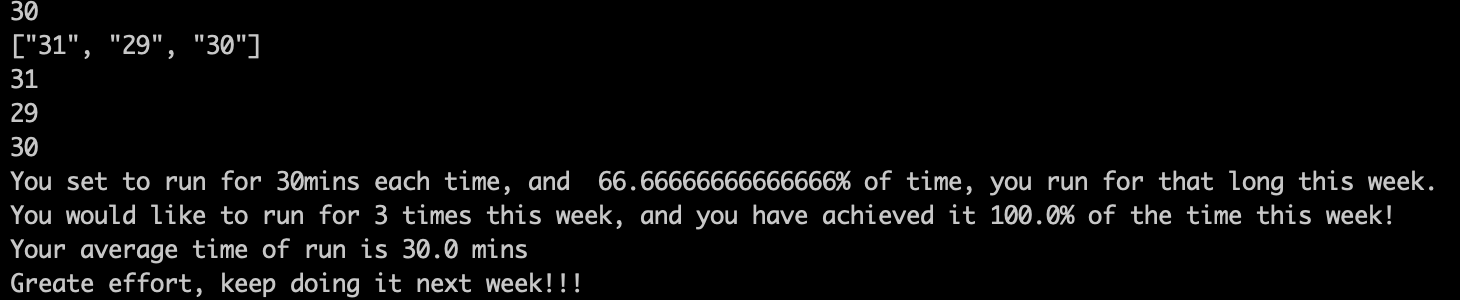 30
["31", "29", "30"]
31
29
30
You set to run for 30mins each time, and  66.66666666666666% of time, you run for that long this week.
You would like to run for 3 times this week, and you have achieved it 100.0% of the time this week!
Your average time of run is 30.0 mins
Greate effort, keep doing it next week!!!